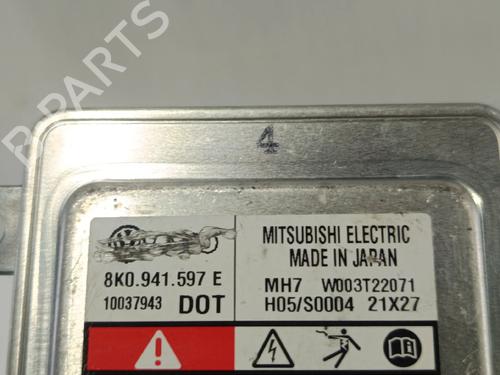 B PARTS
4
MITSUBISHI ELECTRIC
MADE IN JAPAN
8K0.941.597 E
10037943 DOT
MH7 W003T22071
H05/S0004 21X27